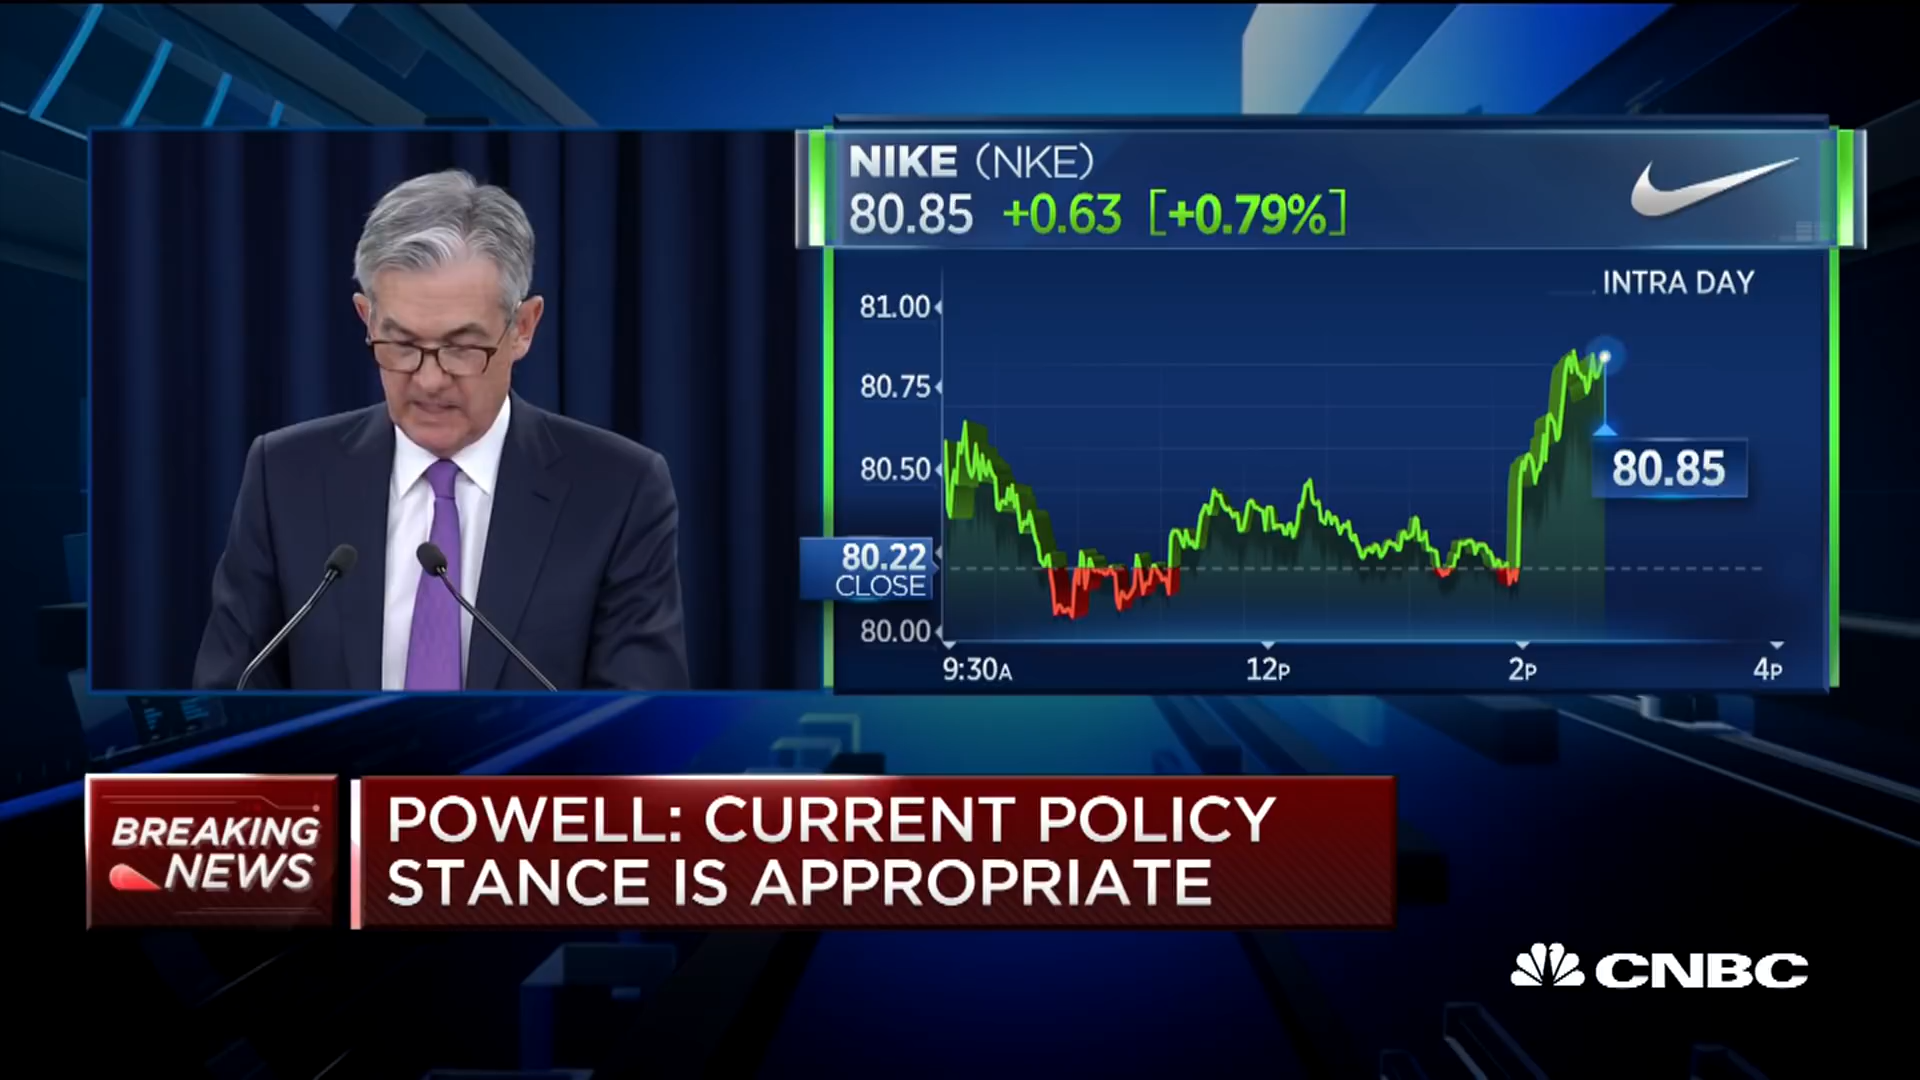 NIKE (NKE)
80.85 +0.63 [+0.79%]
INTRA DAY
81.00
80.75
80.50
80.85
80.22
CLOSE
80.00
9:30A 12P 2P 4P
BREAKING
NEWS
POWELL: CURRENT POLICY
STANCE IS APPROPRIATE
CNBC